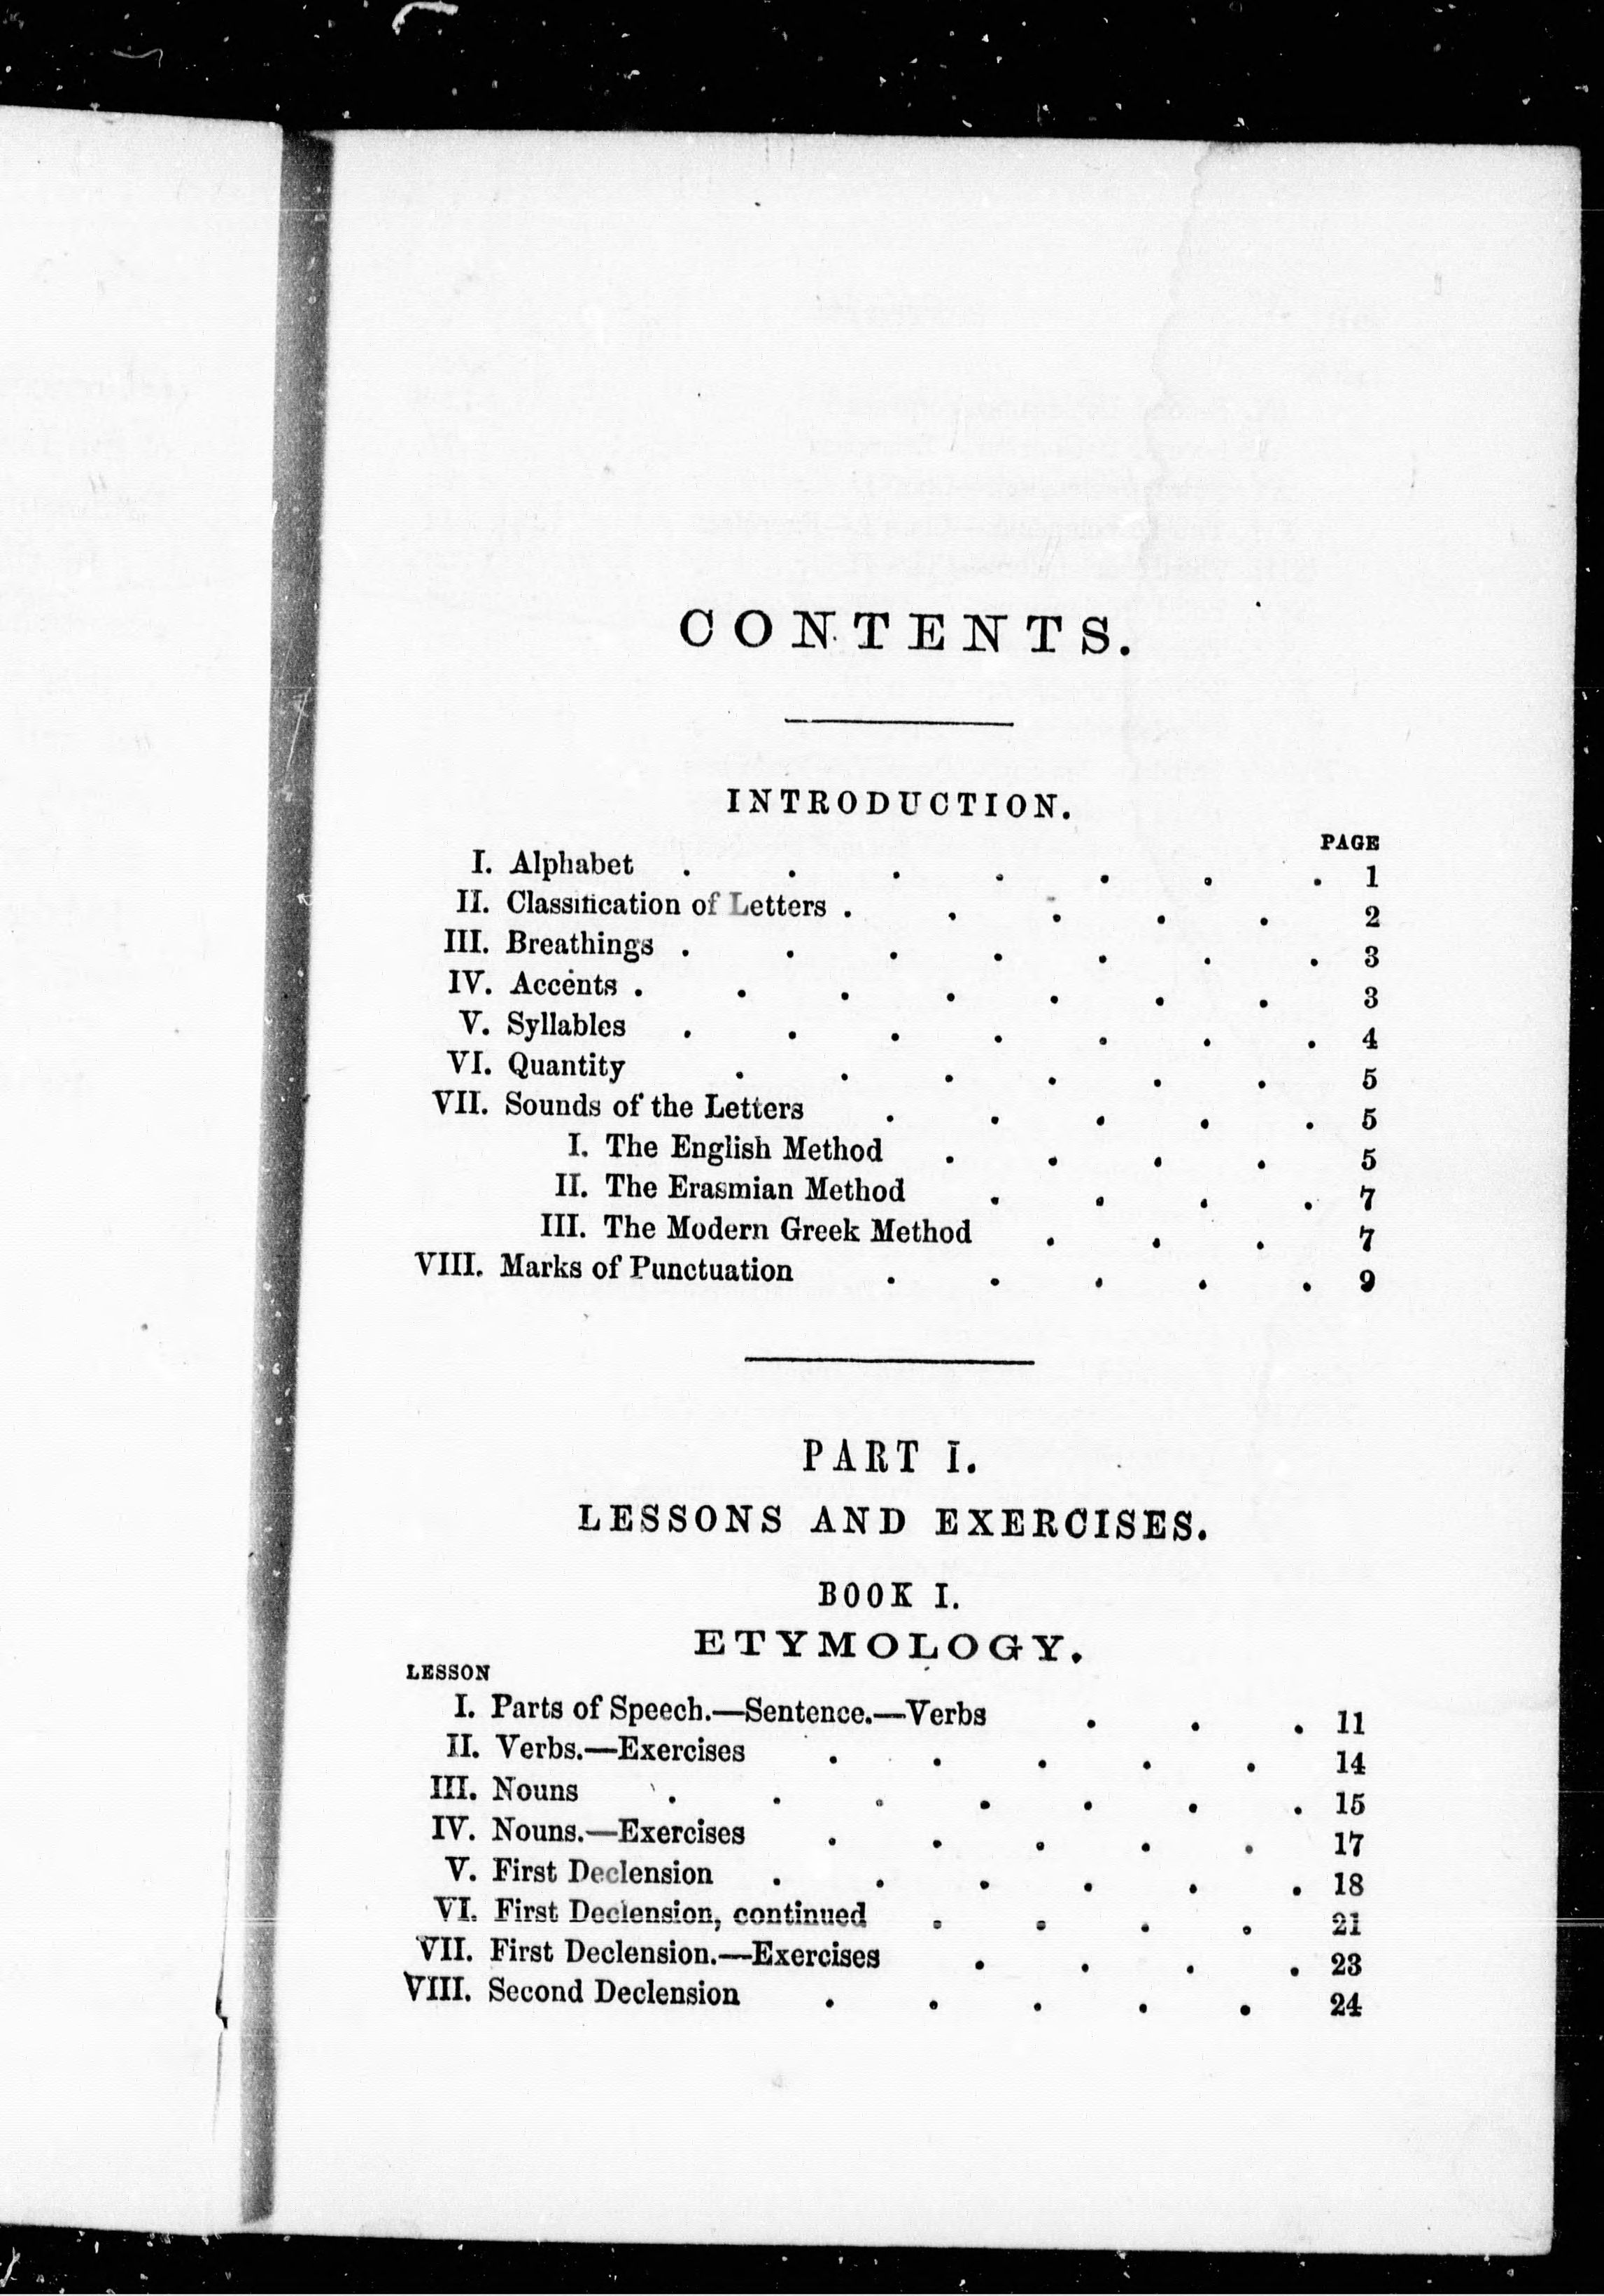 CONTENTS.
INTRODUCTION.
PAGE
I. Alphabet . . . . . . . 1
II. Classification of Letters . . . . . 2
III. Breathings . . . . . . . 3
IV. Accents . . . . . . . 3
V. Syllables . . . . . . . 4
VI. Quantity . . . . . . 5
VII. Sounds of the Letters . . . . . 5
I. The English Method . . . . 5
II. The Erasmian Method . . . . 7
III. The Modern Greek Method . . . 7
VIII. Marks of Punctuation . . . . . 9
PART I.
LESSONS AND EXERCISES.
BOOK I.
ETYMOLOGY.
LESSON
I. Parts of Speech.—Sentence.—Verbs . . . 11
II. Verbs.—Exercises . . . . . 14
III. Nouns . . . . . . . 15
IV. Nouns.—Exercises . . . . . 17
V. First Declension . . . . . . 18
VI. First Declension, continued . . . . 21
VII. First Declension.—Exercises . . . . 23
VIII. Second Declension . . . . . 24